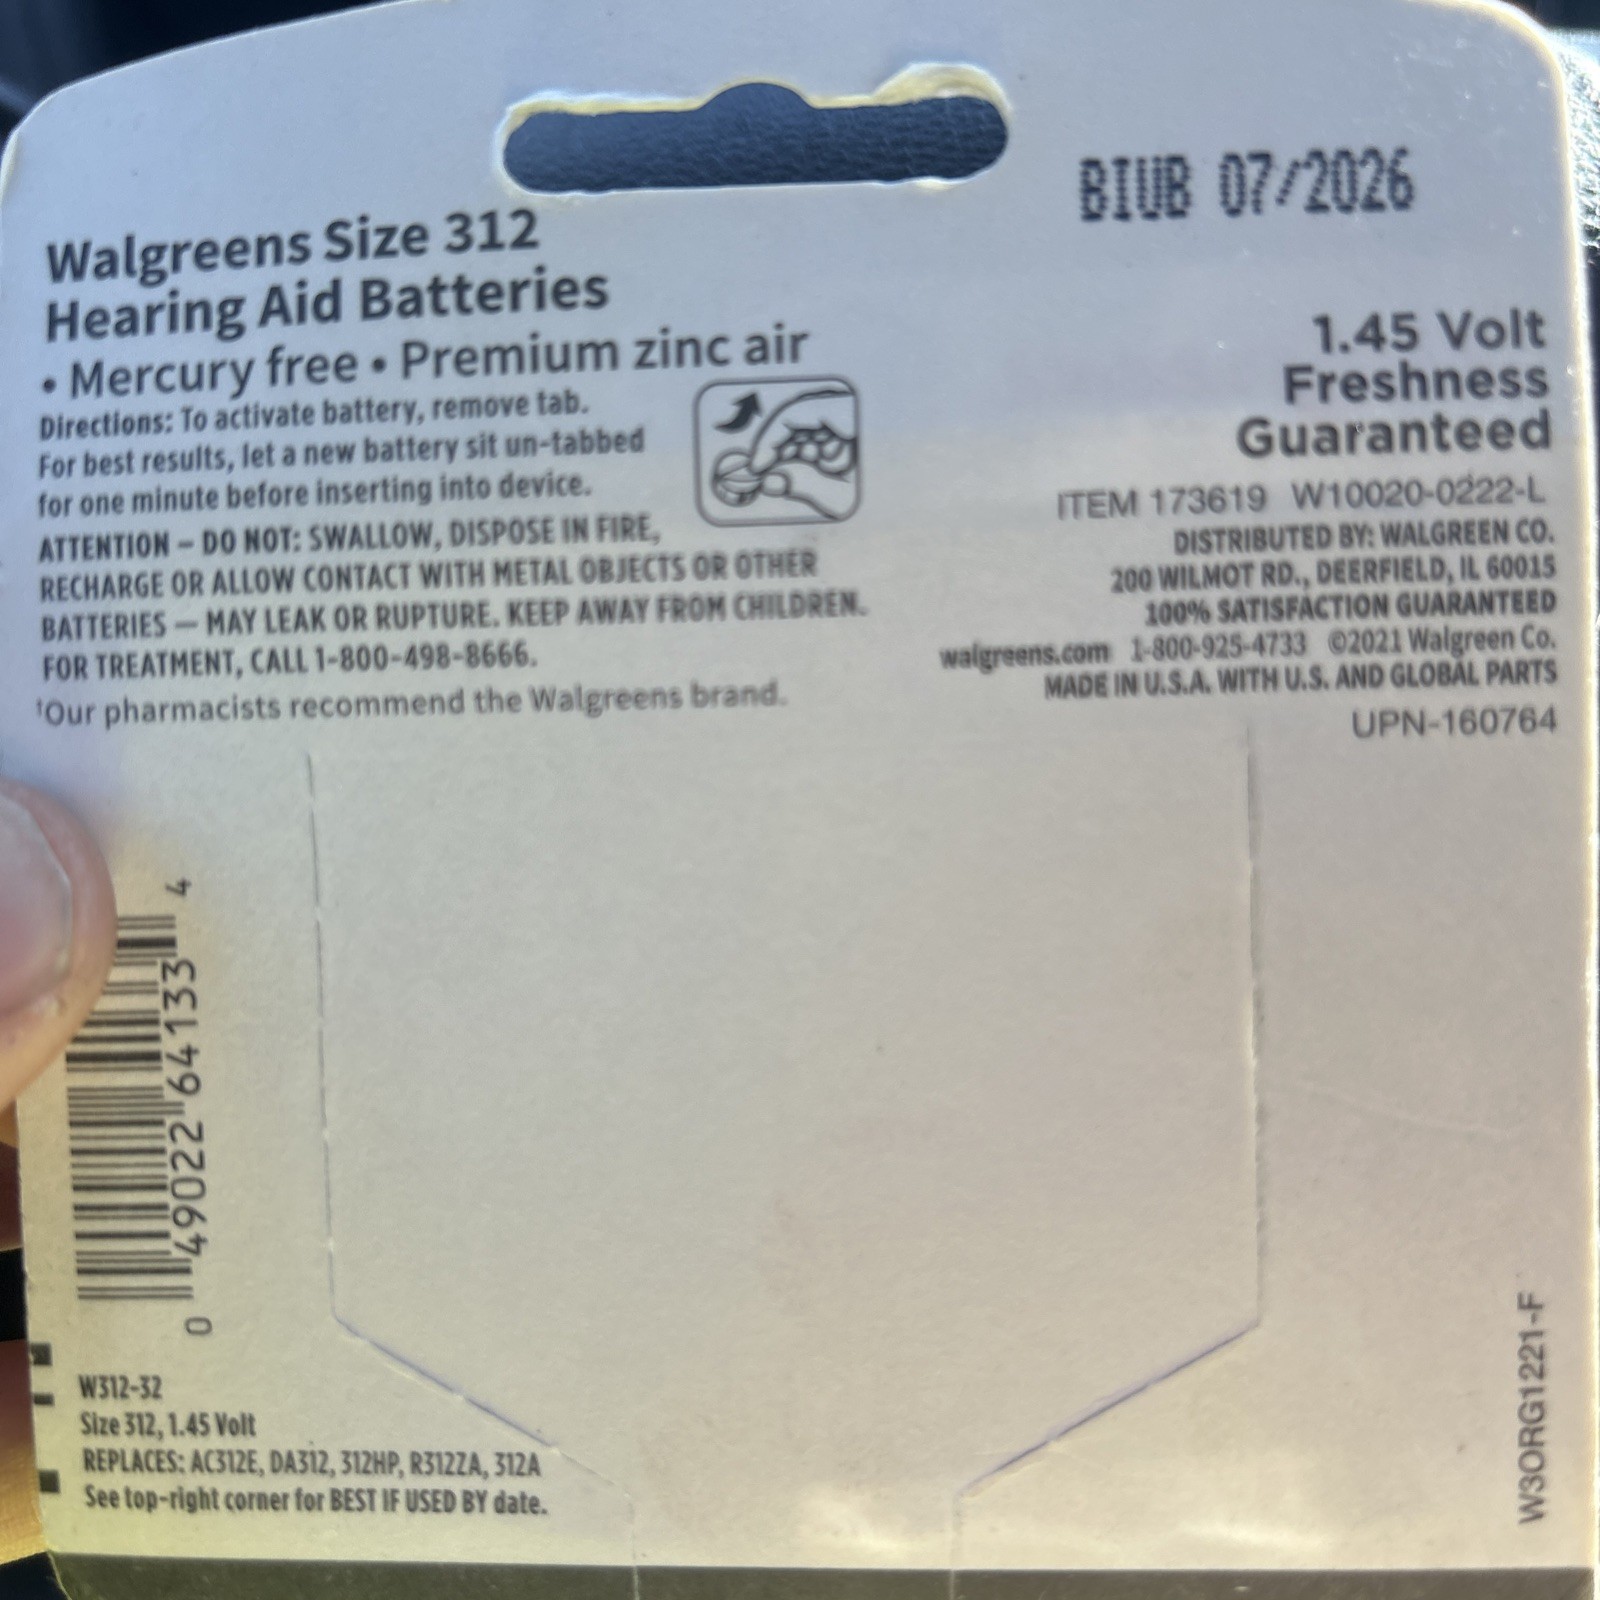 BIUB 07/2026
Walgreens Size 312
Hearing Aid Batteries
• Mercury free • Premium zinc air
Directions: To activate battery, remove tab.
For best results, let a new battery sit un-tabbed
for one minute before inserting into device.
ATTENTION – DO NOT: SWALLOW, DISPOSE IN FIRE,
RECHARGE OR ALLOW CONTACT WITH METAL OBJECTS OR OTHER
BATTERIES — MAY LEAK OR RUPTURE. KEEP AWAY FROM CHILDREN.
FOR TREATMENT, CALL 1-800-498-8666.
†Our pharmacists recommend the Walgreens brand.
1.45 Volt
Freshness
Guaranteed
ITEM 173619 W10020-0222-L
DISTRIBUTED BY: WALGREEN CO.
200 WILMOT RD., DEERFIELD, IL 60015
100% SATISFACTION GUARANTEED
walgreens.com 1-800-925-4733 ©2021 Walgreen Co.
MADE IN U.S.A. WITH U.S. AND GLOBAL PARTS
UPN-160764
0 49022 64133 4
W312-32
Size 312, 1.45 Volt
REPLACES: AC312E, DA312, 312HP, R312ZA, 312A
See top-right corner for BEST IF USED BY date.
W3ORG1221-F